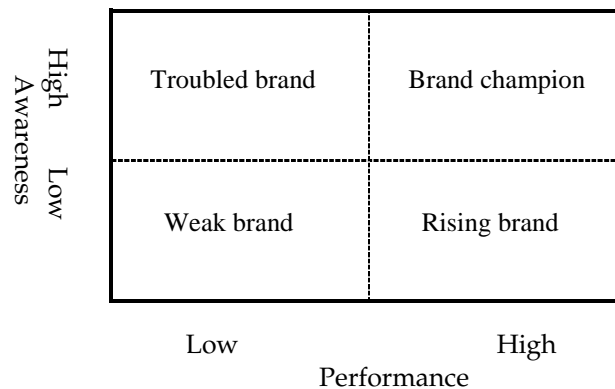 High Low
Awareness
Troubled brand Brand champion
Weak brand Rising brand
Low High
Performance